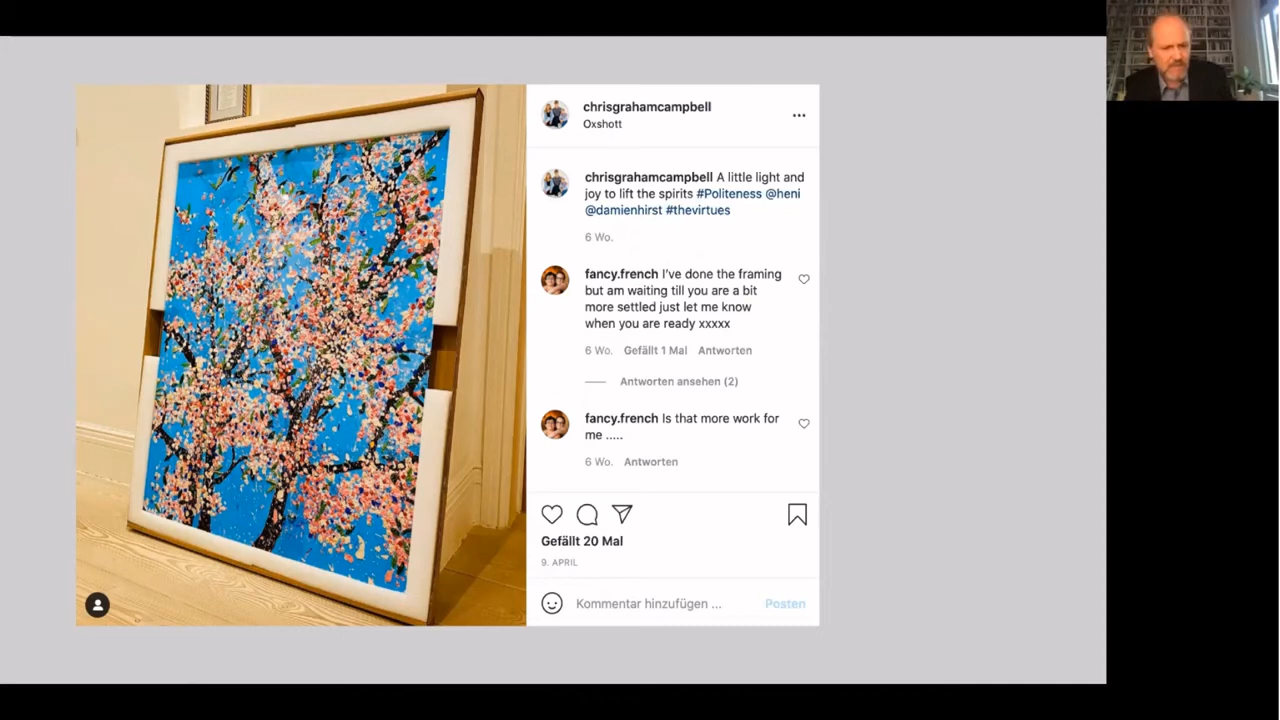 chrisgrahamcampbell
Oxshott
chrisgrahamcampbell A little light and
joy to lift the spirits #Politeness @heni
@damienhirst #thevirtues
6 Wo.
fancy.french I've done the framing
but am waiting till you are a bit
more settled just let me know
when you are ready xxxxx
6 Wo. Gefällt 1 Mal Antworten
Antworten ansehen (2)
fancy.french Is that more work for
me .....
6 Wo. Antworten
Gefällt 20 Mal
9. APRIL
Kommentar hinzufügen ... Posten